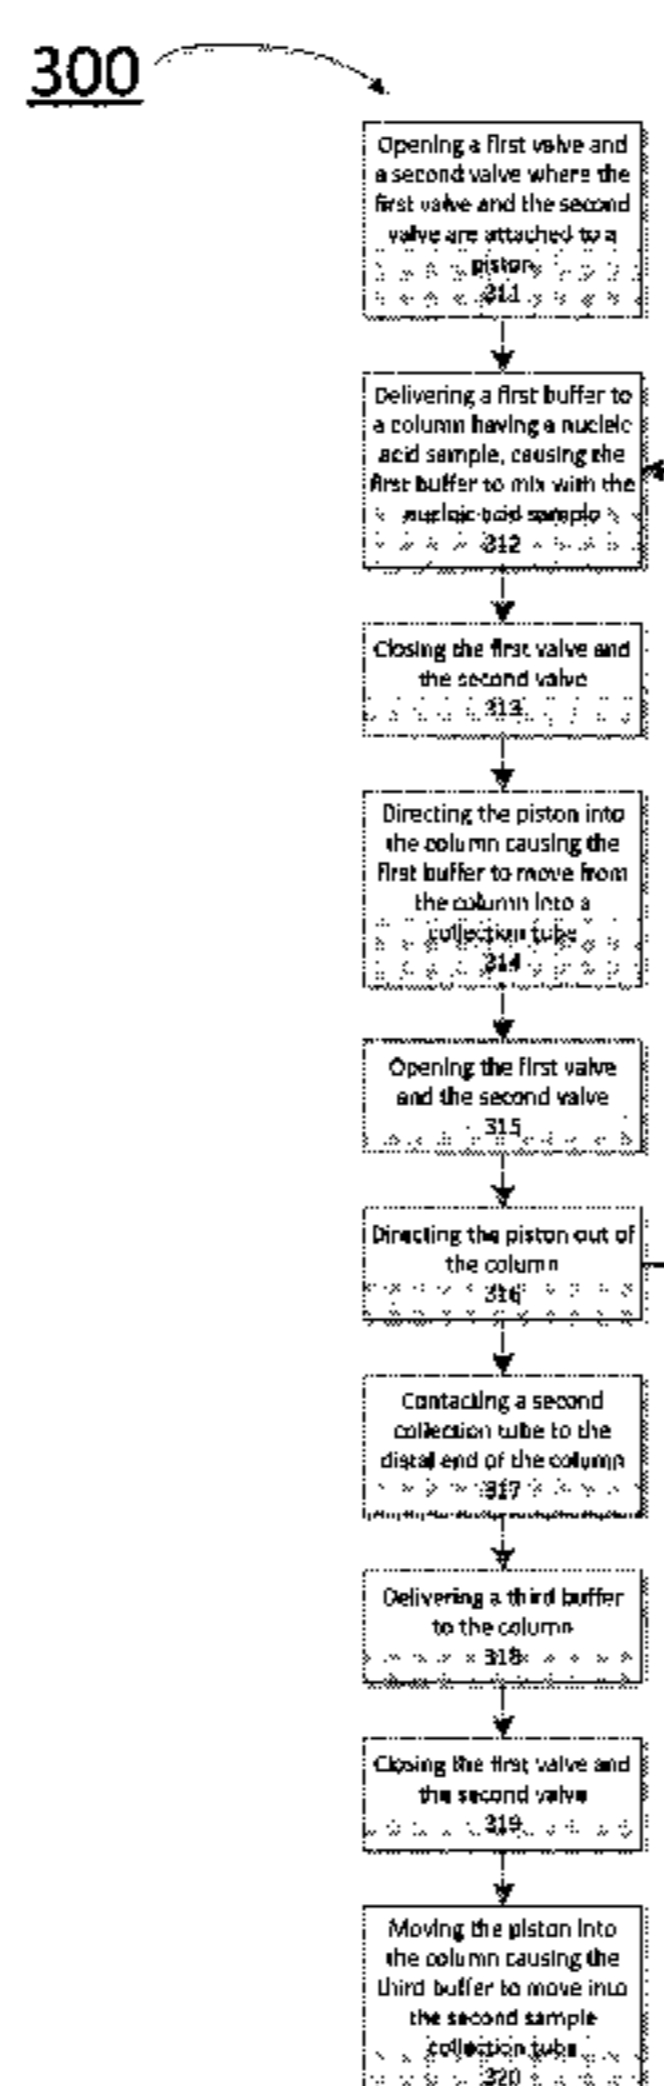 300
Opening a first valve and
a second valve where the
first valve and the second
valve are attached to a
piston
311
Delivering a first buffer to
a column having a nucleic
acid sample, causing the
first buffer to mix with the
nucleic acid sample
312
Closing the first valve and
the second valve
313
Directing the piston into
the column causing the
first buffer to move from
the column into a
collection tube
314
Opening the first valve
and the second valve
315
Directing the piston out of
the column
316
Contacting a second
collection tube to the
distal end of the column
317
Delivering a third buffer
to the column
318
Closing the first valve and
the second valve
319
Moving the piston into
the column causing the
third buffer to move into
the second sample
collection tube
320